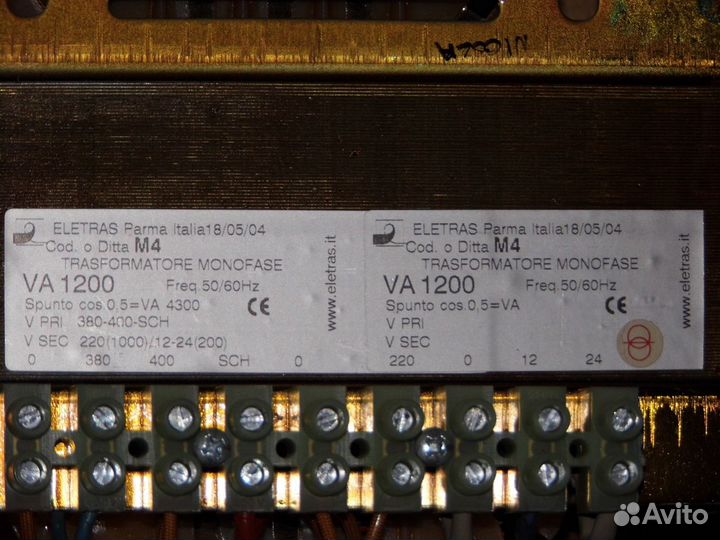 NICOLA
ELETRAS Parma Italia18/05/04
Cod. o Ditta M4
TRASFORMATORE MONOFASE
VA 1200 Freq.50/60Hz
Spunto cos.0,5=VA 4300
V PRI 380-400-SCH
V SEC 220(1000)/12-24(200)
0 380 400 SCH 0
CE
www.eletras.it
ELETRAS Parma Italia18/05/04
Cod. o Ditta M4
TRASFORMATORE MONOFASE
VA 1200 Freq.50/60Hz
Spunto cos.0,5=VA
V PRI
V SEC
220 0 12 24
CE
www.eletras.it
Avito